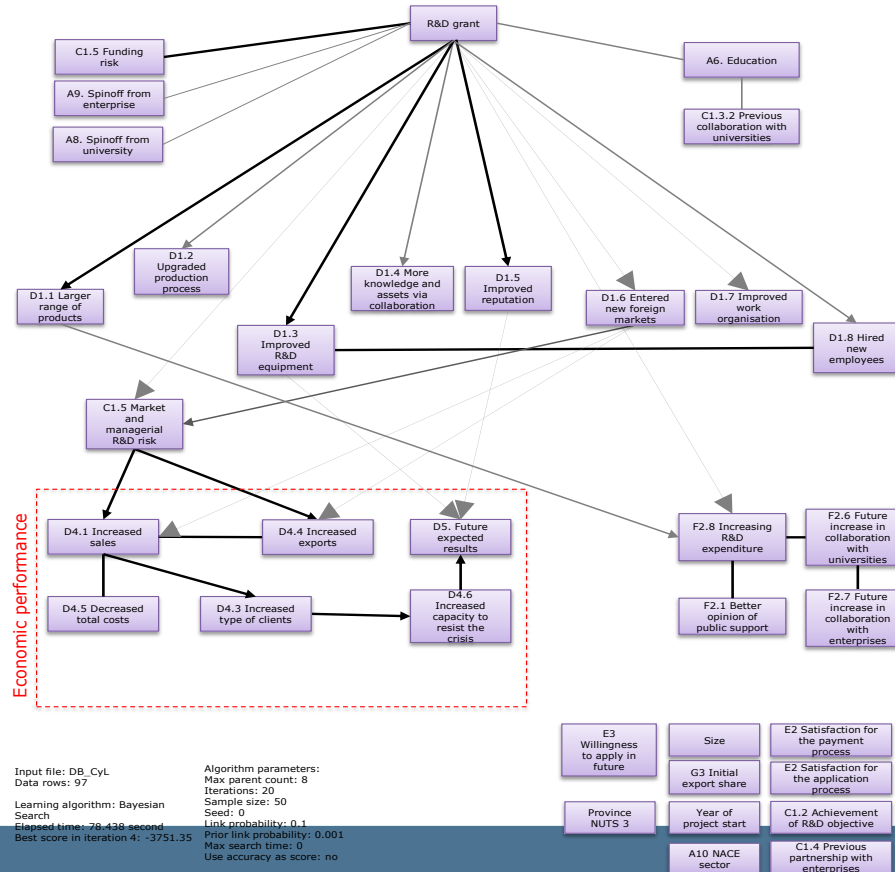 R&D grant
C1.5 Funding
risk
A6. Education
A9. Spinoff from
enterprise
C1.3.2 Previous
collaboration with
universities
A8. Spinoff from
university
D1.2
Upgraded
production
process
D1.4 More
knowledge and
assets via
collaboration
D1.5
Improved
reputation
D1.1 Larger
range of
products
D1.6 Entered
new foreign
markets
D1.7 Improved
work
organisation
D1.3
Improved
R&D
equipment
D1.8 Hired
new
employees
C1.5 Market
and
managerial
R&D risk
Economic performance
D4.1 Increased
sales
D4.4 Increased
exports
D5. Future
expected
results
F2.8 Increasing
R&D
expenditure
F2.6 Future
increase in
collaboration
with
universities
D4.5 Decreased
total costs
D4.3 Increased
type of clients
D4.6
Increased
capacity to
resist the
crisis
F2.1 Better
opinion of
public support
F2.7 Future
increase in
collaboration
with
enterprises
E3
Willingness
to apply in
future
Size
E2 Satisfaction for
the payment
process
G3 Initial
export share
E2 Satisfaction for
the application
process
Province
NUTS 3
Year of
project start
C1.2 Achievement
of R&D objective
A10 NACE
sector
C1.4 Previous
partnership with
enterprises
Input file: DB_CyL
Data rows: 97
Learning algorithm: Bayesian
Search
Elapsed time: 78.438 second
Best score in iteration 4: -3751.35
Algorithm parameters:
Max parent count: 8
Iterations: 20
Sample size: 50
Seed: 0
Link probability: 0.1
Prior link probability: 0.001
Max search time: 0
Use accuracy as score: no